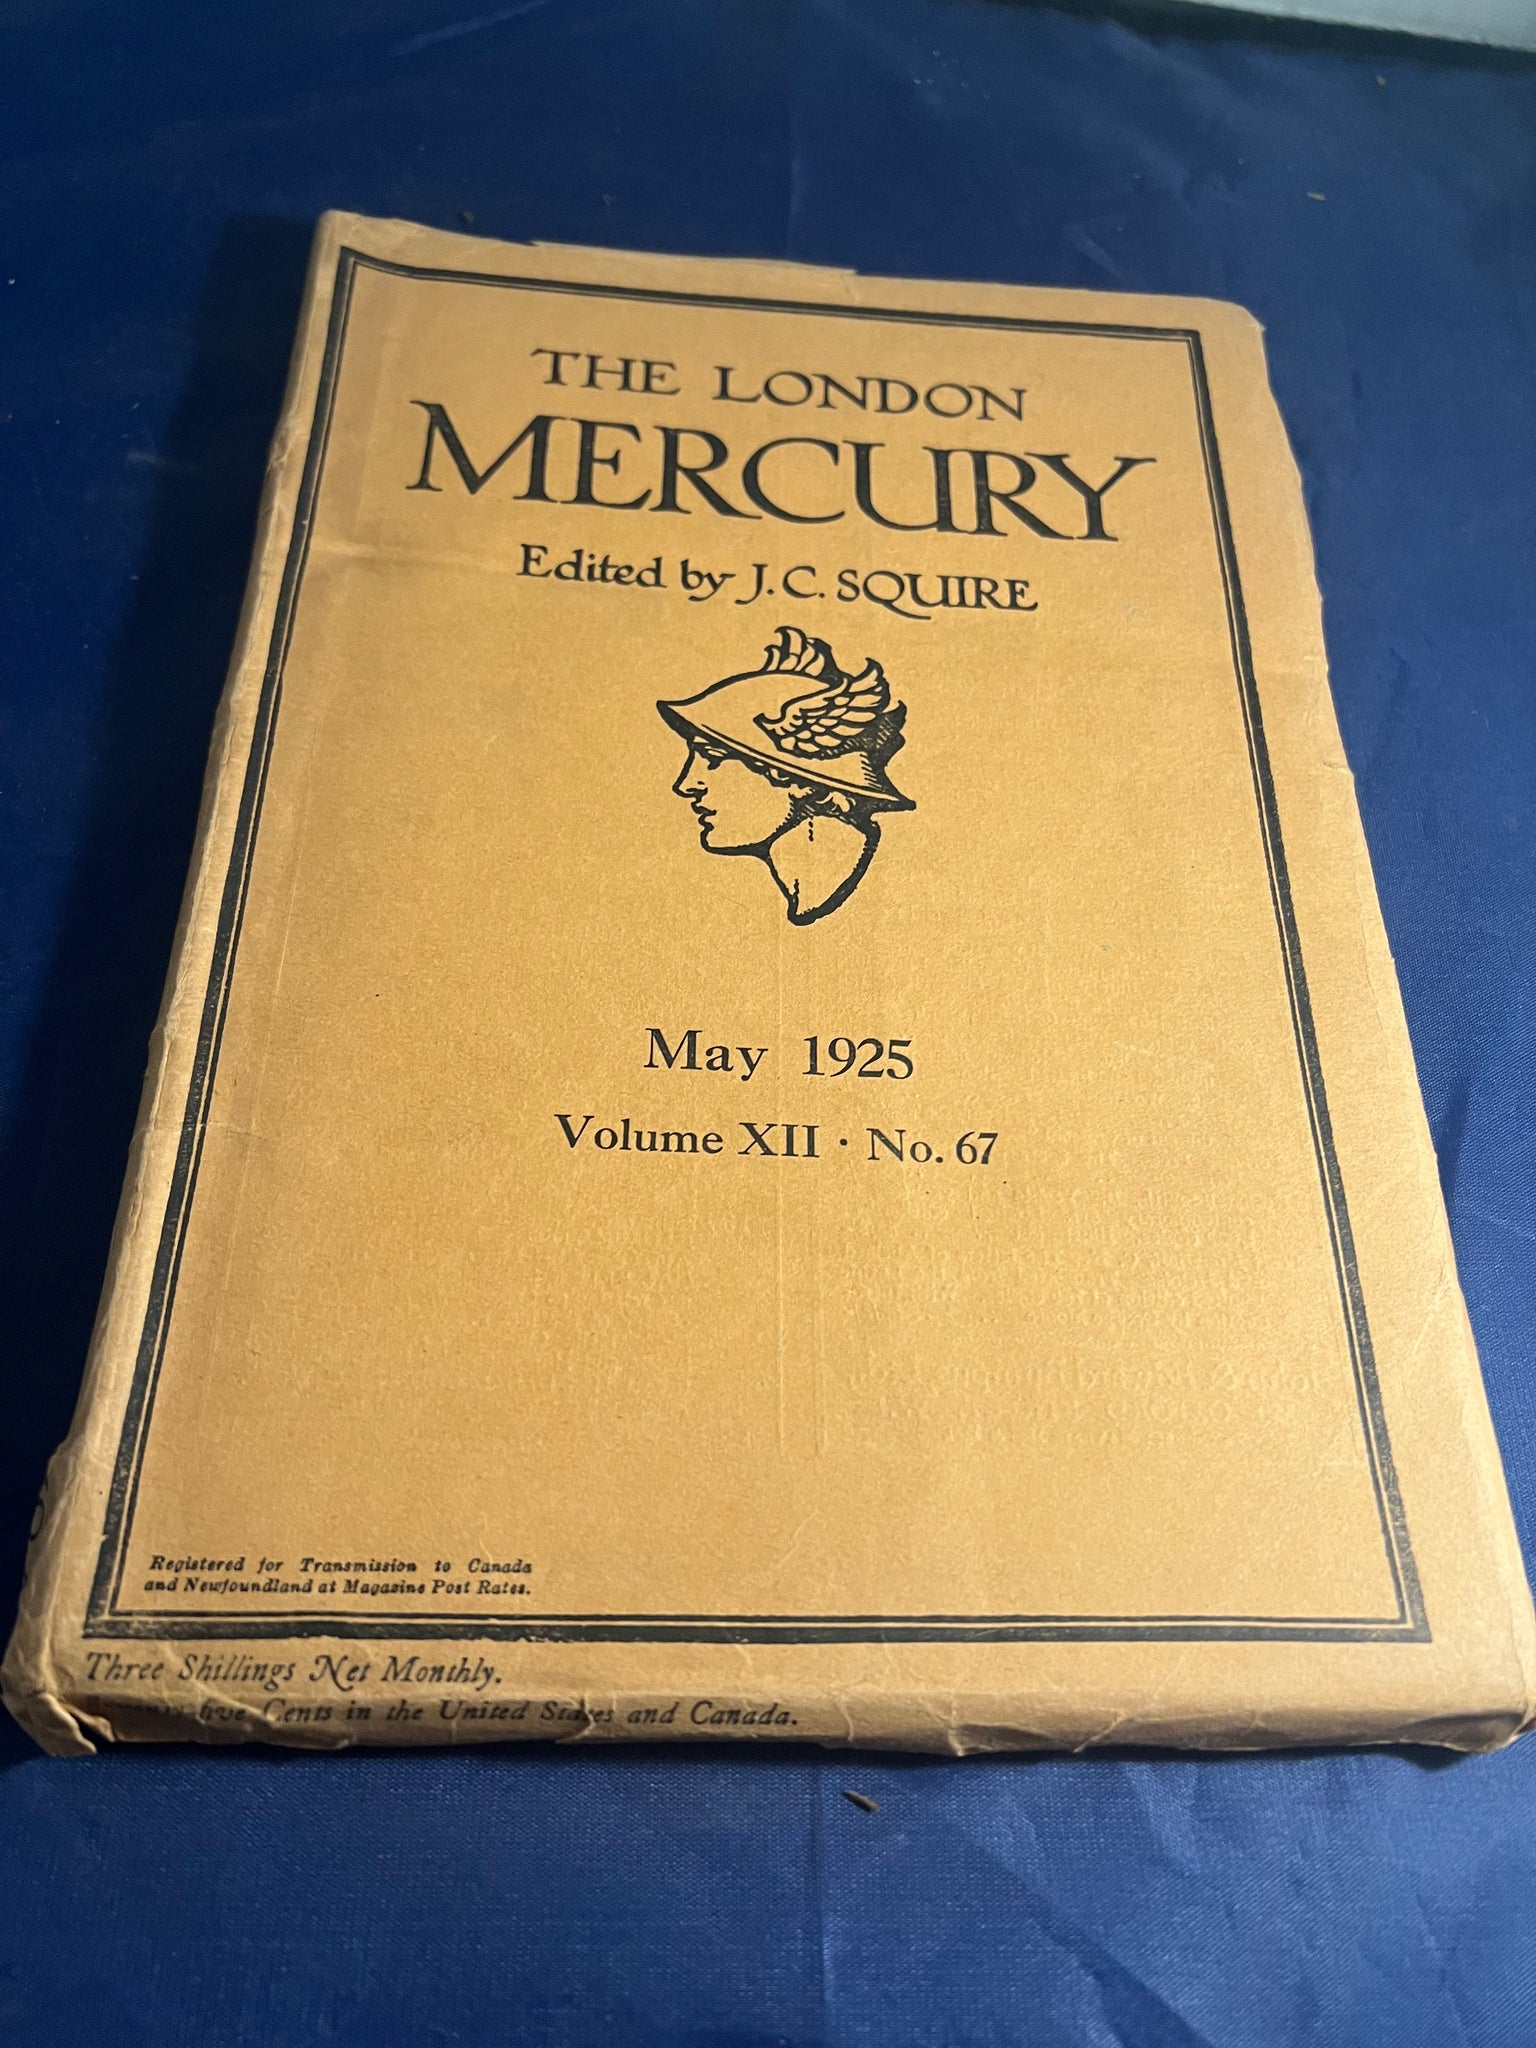 THE LONDON
MERCURY
Edited by J. C. SQUIRE
May 1925
Volume XII · No. 67
Registered for Transmission to Canada
and Newfoundland at Magazine Post Rates.
Three Shillings Net Monthly.
five Cents in the United States and Canada.